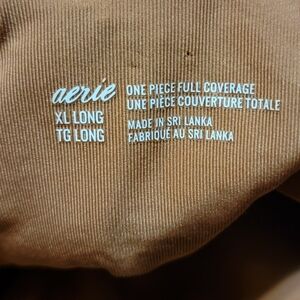 aerie
XL LONG
TG LONG
ONE PIECE FULL COVERAGE
UNE PIÈCE COUVERTURE TOTALE
MADE IN SRI LANKA
FABRIQUÉ AU SRI LANKA